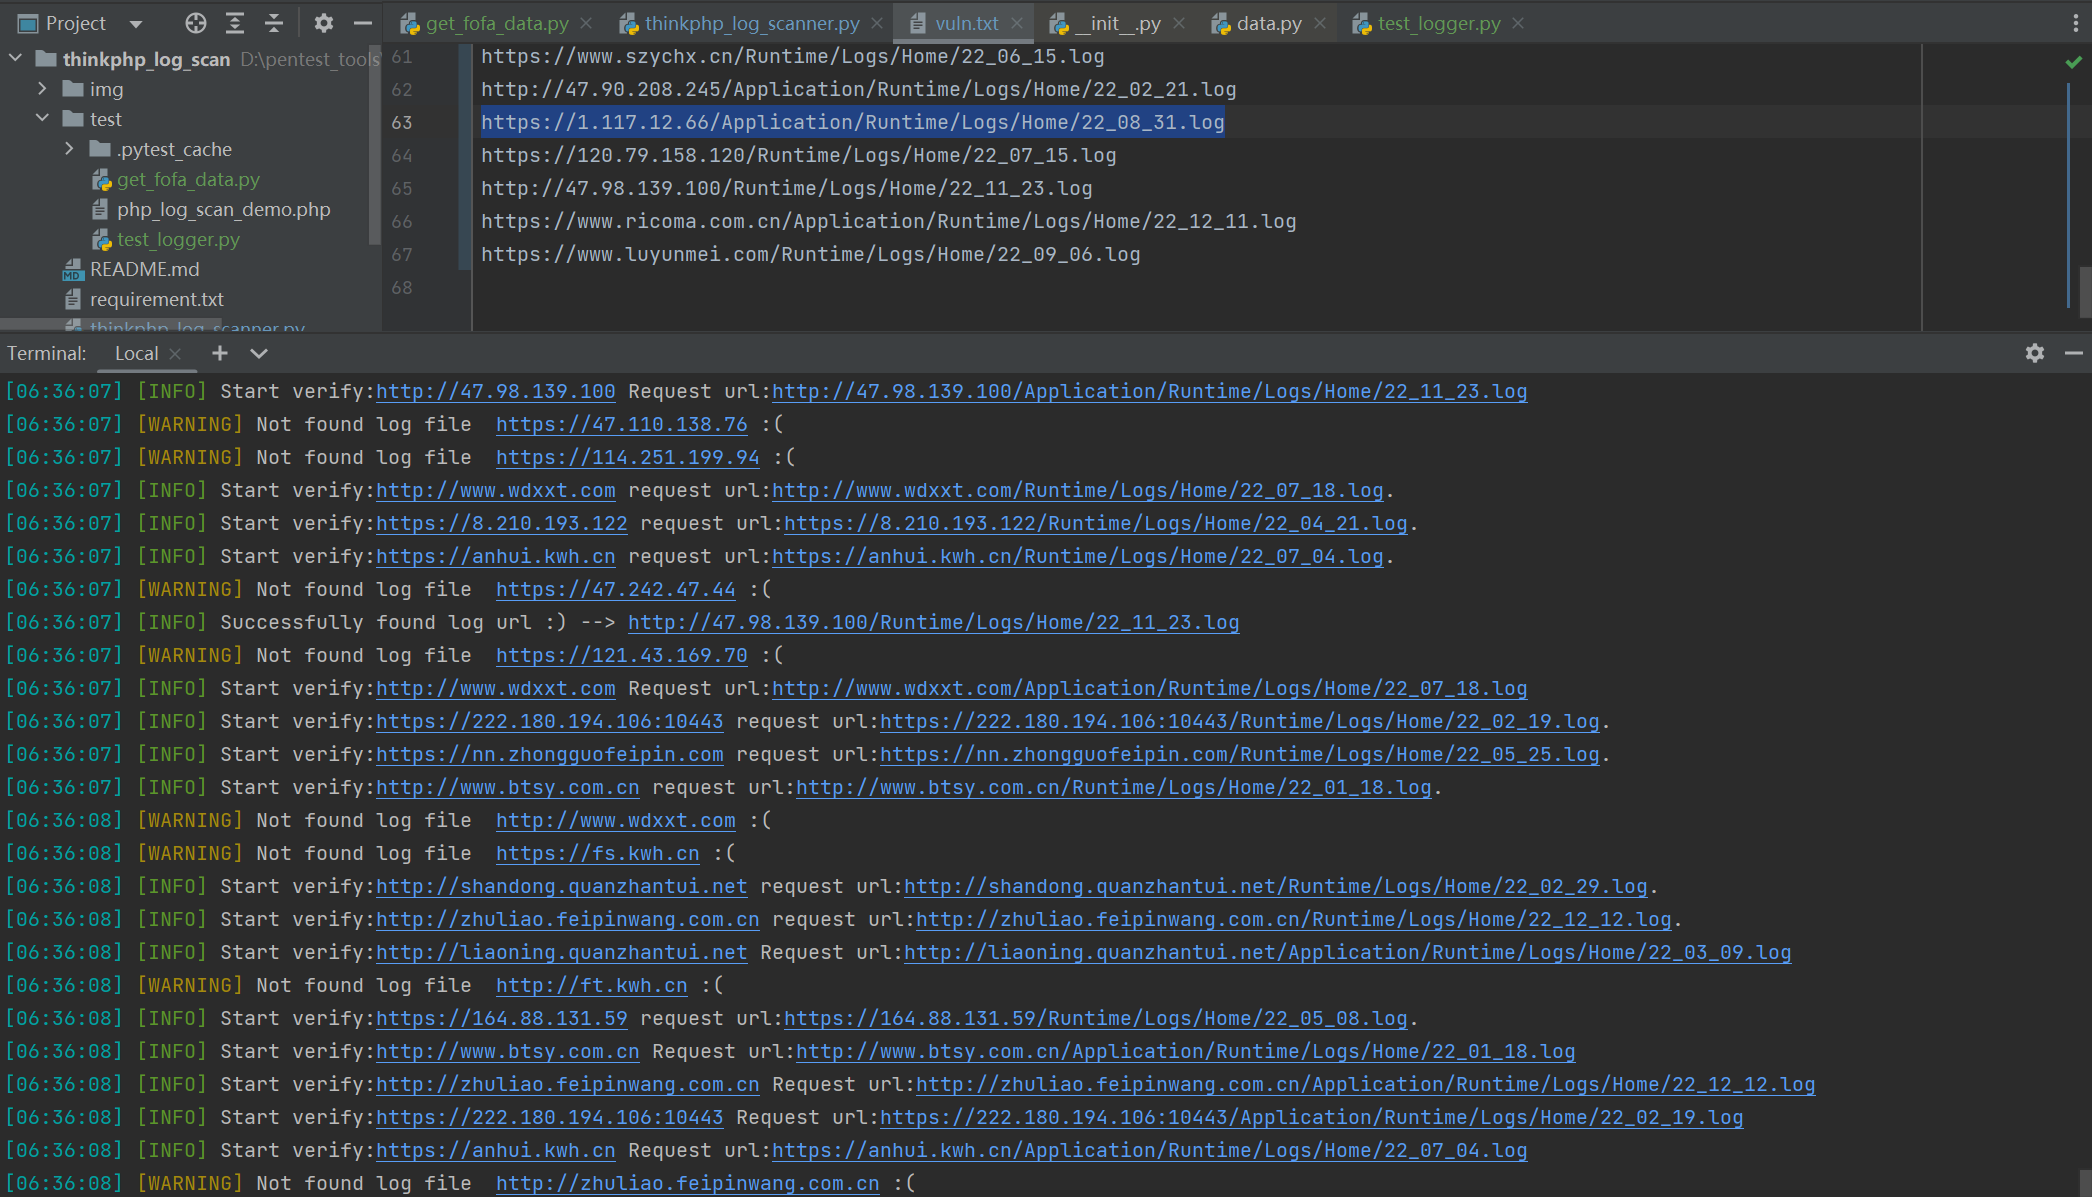 Project
get_fofa_data.py
thinkphp_log_scanner.py
vuln.txt
__init__.py
data.py
test_logger.py
thinkphp_log_scan D:\pentest_tools
img
test
.pytest_cache
get_fofa_data.py
php_log_scan_demo.php
test_logger.py
README.md
requirement.txt
thinkphp_log_scanner.py
61 https://www.szychx.cn/Runtime/Logs/Home/22_06_15.log
62 http://47.90.208.245/Application/Runtime/Logs/Home/22_02_21.log
63 https://1.117.12.66/Application/Runtime/Logs/Home/22_08_31.log
64 https://120.79.158.120/Runtime/Logs/Home/22_07_15.log
65 http://47.98.139.100/Runtime/Logs/Home/22_11_23.log
66 https://www.ricoma.com.cn/Application/Runtime/Logs/Home/22_12_11.log
67 https://www.luyunmei.com/Runtime/Logs/Home/22_09_06.log
68
Terminal: Local
[06:36:07] [INFO] Start verify:http://47.98.139.100 Request url:http://47.98.139.100/Application/Runtime/Logs/Home/22_11_23.log
[06:36:07] [WARNING] Not found log file  https://47.110.138.76 :(
[06:36:07] [WARNING] Not found log file  https://114.251.199.94 :(
[06:36:07] [INFO] Start verify:http://www.wdxxt.com request url:http://www.wdxxt.com/Runtime/Logs/Home/22_07_18.log.
[06:36:07] [INFO] Start verify:https://8.210.193.122 request url:https://8.210.193.122/Runtime/Logs/Home/22_04_21.log.
[06:36:07] [INFO] Start verify:https://anhui.kwh.cn request url:https://anhui.kwh.cn/Runtime/Logs/Home/22_07_04.log.
[06:36:07] [WARNING] Not found log file  https://47.242.47.44 :(
[06:36:07] [INFO] Successfully found log url :) --> http://47.98.139.100/Runtime/Logs/Home/22_11_23.log
[06:36:07] [WARNING] Not found log file  https://121.43.169.70 :(
[06:36:07] [INFO] Start verify:http://www.wdxxt.com Request url:http://www.wdxxt.com/Application/Runtime/Logs/Home/22_07_18.log
[06:36:07] [INFO] Start verify:https://222.180.194.106:10443 request url:https://222.180.194.106:10443/Runtime/Logs/Home/22_02_19.log.
[06:36:07] [INFO] Start verify:https://nn.zhongguofeipin.com request url:https://nn.zhongguofeipin.com/Runtime/Logs/Home/22_05_25.log.
[06:36:07] [INFO] Start verify:http://www.btsy.com.cn request url:http://www.btsy.com.cn/Runtime/Logs/Home/22_01_18.log.
[06:36:08] [WARNING] Not found log file  http://www.wdxxt.com :(
[06:36:08] [WARNING] Not found log file  https://fs.kwh.cn :(
[06:36:08] [INFO] Start verify:http://shandong.quanzhantui.net request url:http://shandong.quanzhantui.net/Runtime/Logs/Home/22_02_29.log.
[06:36:08] [INFO] Start verify:http://zhuliao.feipinwang.com.cn request url:http://zhuliao.feipinwang.com.cn/Runtime/Logs/Home/22_12_12.log.
[06:36:08] [INFO] Start verify:http://liaoning.quanzhantui.net Request url:http://liaoning.quanzhantui.net/Application/Runtime/Logs/Home/22_03_09.log
[06:36:08] [WARNING] Not found log file  http://ft.kwh.cn :(
[06:36:08] [INFO] Start verify:https://164.88.131.59 request url:https://164.88.131.59/Runtime/Logs/Home/22_05_08.log.
[06:36:08] [INFO] Start verify:http://www.btsy.com.cn Request url:http://www.btsy.com.cn/Application/Runtime/Logs/Home/22_01_18.log
[06:36:08] [INFO] Start verify:http://zhuliao.feipinwang.com.cn Request url:http://zhuliao.feipinwang.com.cn/Application/Runtime/Logs/Home/22_12_12.log
[06:36:08] [INFO] Start verify:https://222.180.194.106:10443 Request url:https://222.180.194.106:10443/Application/Runtime/Logs/Home/22_02_19.log
[06:36:08] [INFO] Start verify:https://anhui.kwh.cn Request url:https://anhui.kwh.cn/Application/Runtime/Logs/Home/22_07_04.log
[06:36:08] [WARNING] Not found log file  http://zhuliao.feipinwang.com.cn :(